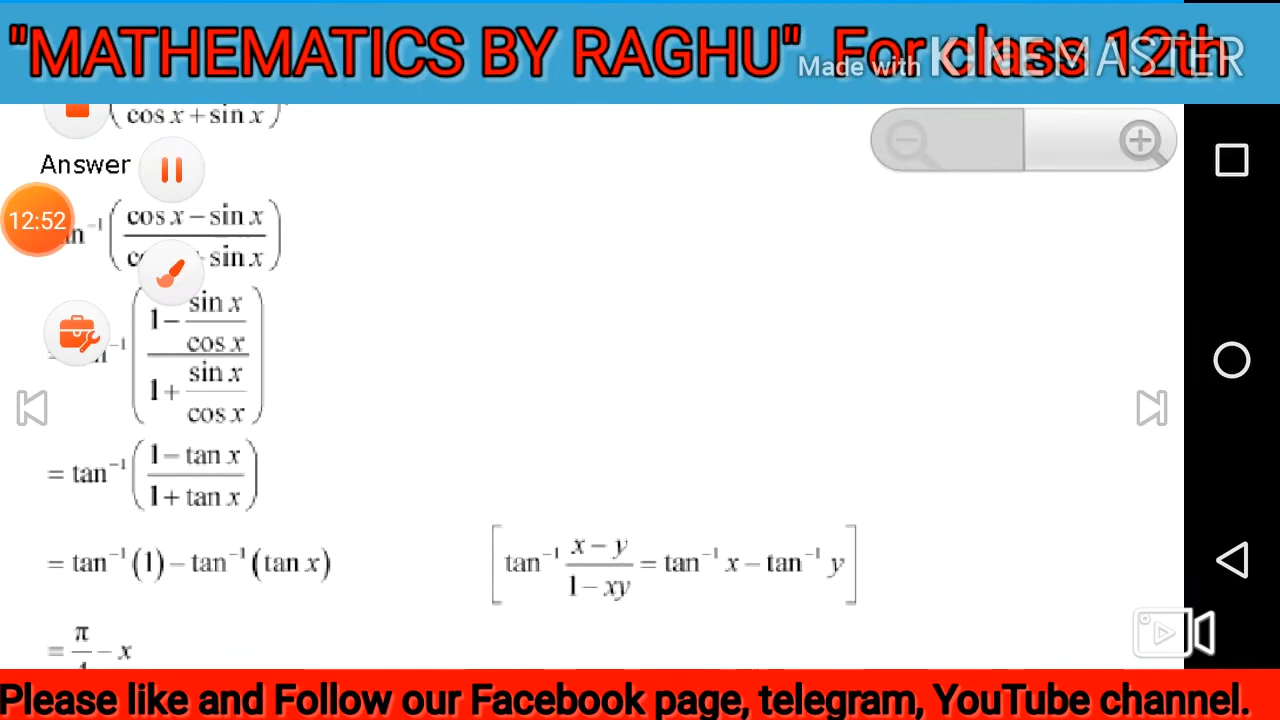 "MATHEMATICS BY RAGHU" For class 12th
Made with KINEMASTER
( cos x + sin x )
Answer
12:52
⁻¹ ( cos x − sin x / sin x )
⁻¹ ( 1 − sin x / cos x / 1 + sin x / cos x )
= tan⁻¹ ( 1 − tan x / 1 + tan x )
= tan⁻¹ (1) − tan⁻¹ (tan x) [ tan⁻¹ x − y / 1 − xy = tan⁻¹ x − tan⁻¹ y ]
= π / − x
Please like and Follow our Facebook page, telegram, YouTube channel.